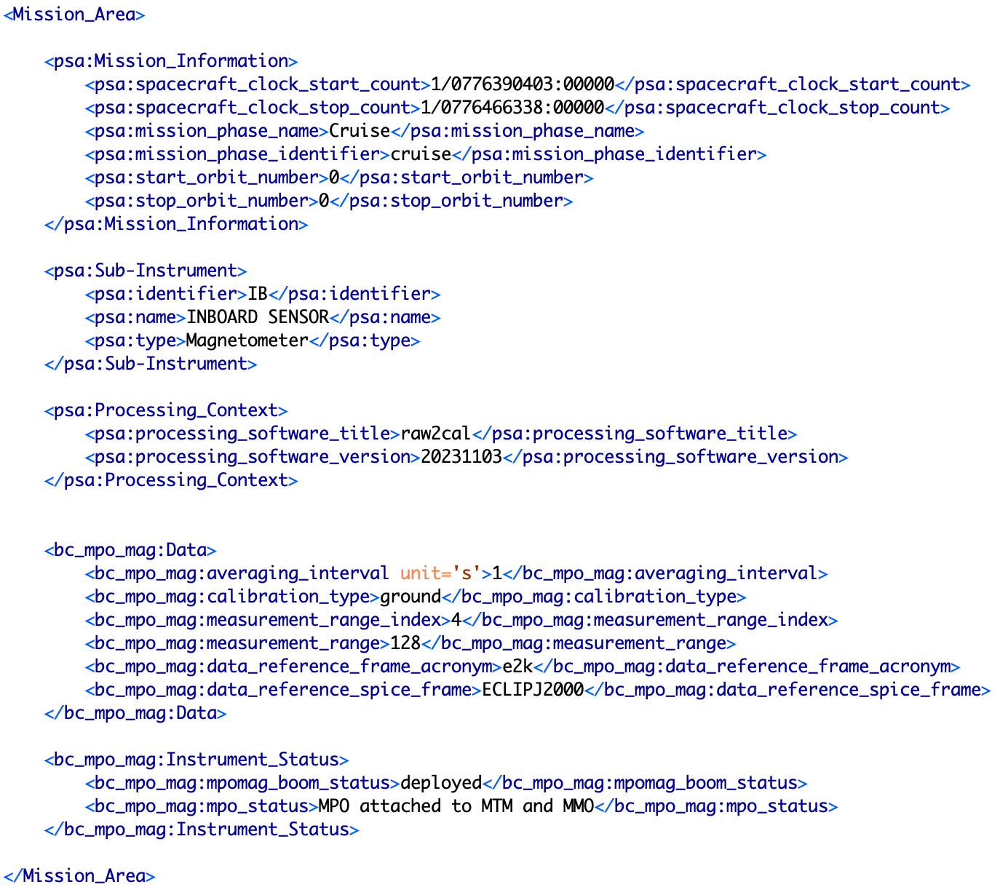 <Mission_Area>
<psa:Mission_Information>
<psa:spacecraft_clock_start_count>1/0776390403:00000</psa:spacecraft_clock_start_count>
<psa:spacecraft_clock_stop_count>1/0776466338:00000</psa:spacecraft_clock_stop_count>
<psa:mission_phase_name>Cruise</psa:mission_phase_name>
<psa:mission_phase_identifier>cruise</psa:mission_phase_identifier>
<psa:start_orbit_number>0</psa:start_orbit_number>
<psa:stop_orbit_number>0</psa:stop_orbit_number>
</psa:Mission_Information>
<psa:Sub-Instrument>
<psa:identifier>IB</psa:identifier>
<psa:name>INBOARD SENSOR</psa:name>
<psa:type>Magnetometer</psa:type>
</psa:Sub-Instrument>
<psa:Processing_Context>
<psa:processing_software_title>raw2cal</psa:processing_software_title>
<psa:processing_software_version>20231103</psa:processing_software_version>
</psa:Processing_Context>
<bc_mpo_mag:Data>
<bc_mpo_mag:averaging_interval unit='s'>1</bc_mpo_mag:averaging_interval>
<bc_mpo_mag:calibration_type>ground</bc_mpo_mag:calibration_type>
<bc_mpo_mag:measurement_range_index>4</bc_mpo_mag:measurement_range_index>
<bc_mpo_mag:measurement_range>128</bc_mpo_mag:measurement_range>
<bc_mpo_mag:data_reference_frame_acronym>e2k</bc_mpo_mag:data_reference_frame_acronym>
<bc_mpo_mag:data_reference_spice_frame>ECLIPJ2000</bc_mpo_mag:data_reference_spice_frame>
</bc_mpo_mag:Data>
<bc_mpo_mag:Instrument_Status>
<bc_mpo_mag:mpomag_boom_status>deployed</bc_mpo_mag:mpomag_boom_status>
<bc_mpo_mag:mpo_status>MPO attached to MTM and MMO</bc_mpo_mag:mpo_status>
</bc_mpo_mag:Instrument_Status>
</Mission_Area>